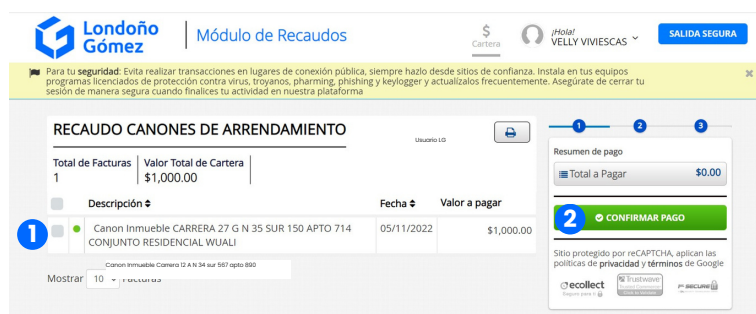 Londoño
Gómez
Módulo de Recaudos
$
Cartera
¡Hola!
VELLY VIVIESCAS
SALIDA SEGURA
Para tu seguridad: Evita realizar transacciones en lugares de conexión pública, siempre hazlo desde sitios de confianza. Instala en tus equipos
programas licenciados de protección contra virus, troyanos, pharming, phishing y keylogger y actualízalos frecuentemente. Asegúrate de cerrar tu
sesión de manera segura cuando finalices tu actividad en nuestra plataforma
RECAUDO CANONES DE ARRENDAMIENTO
Usuario LG
Total de Facturas
1
Valor Total de Cartera
$1,000.00
Descripción
Fecha
Valor a pagar
1
Canon Inmueble CARRERA 27 G N 35 SUR 150 APTO 714
CONJUNTO RESIDENCIAL WUALI
05/11/2022
$1,000.00
Canon Inmueble Carrera 12 A N 34 sur 567 apto 890
Mostrar 10 Facturas
1 2 3
Resumen de pago
Total a Pagar $0.00
2
CONFIRMAR PAGO
Sitio protegido por reCAPTCHA, aplican las
políticas de privacidad y términos de Google
ecollect
Trustwave
SECURE